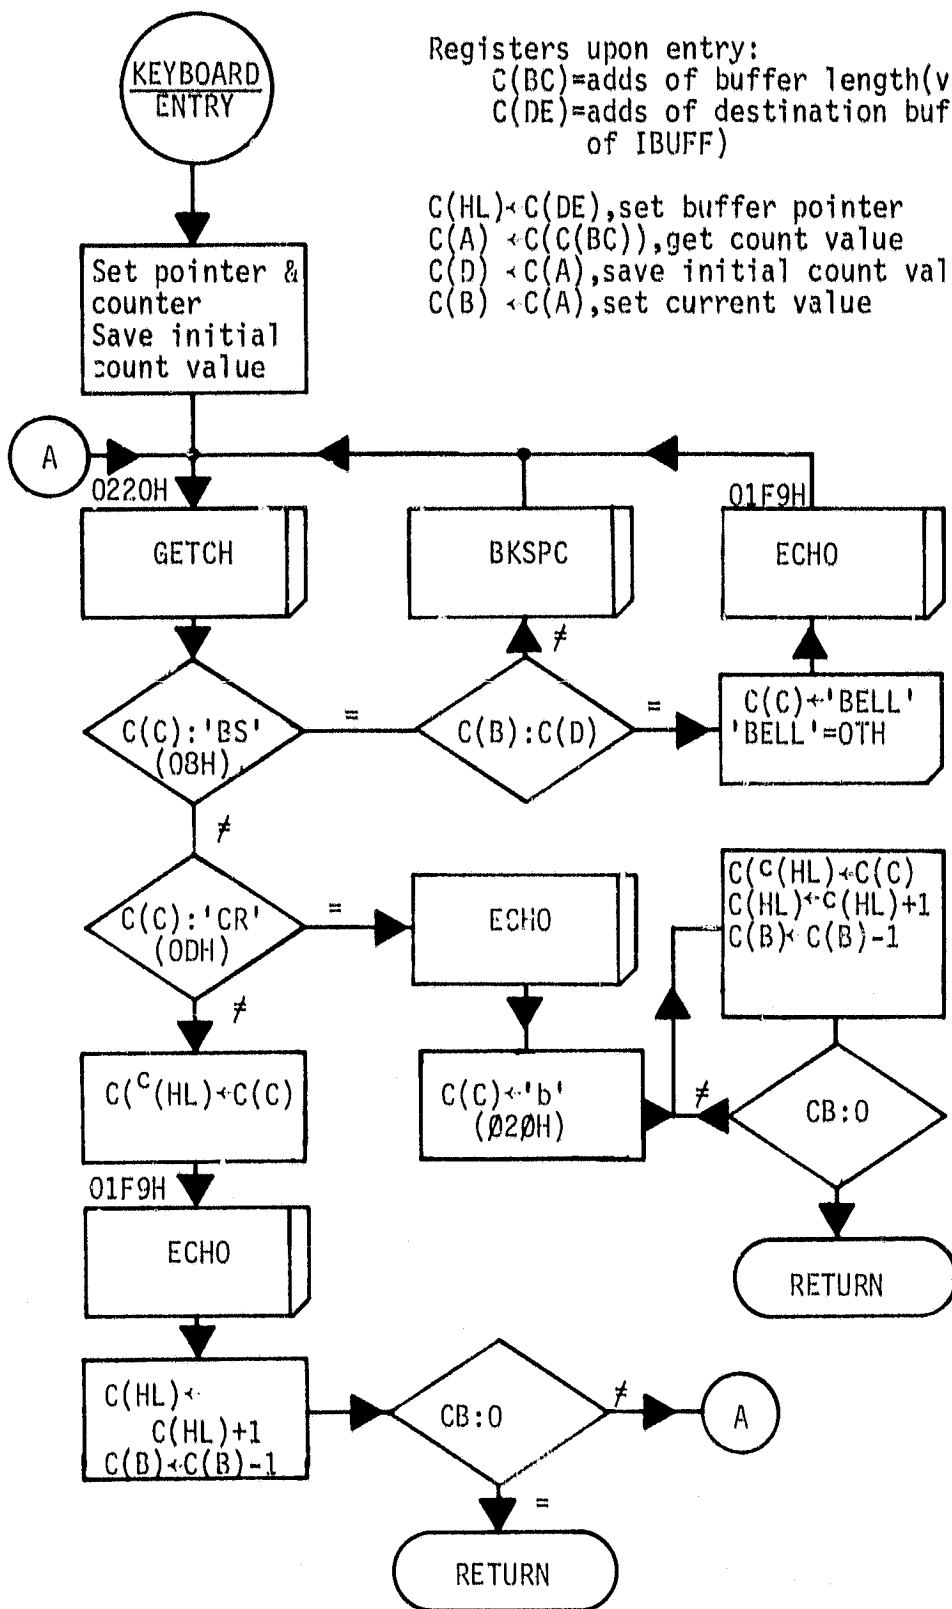 KEYBOARD
ENTRY
Registers upon entry:
C(BC)=adds of buffer length(v
C(DE)=adds of destination buf
of IBUFF)
C(HL)←C(DE),set buffer pointer
C(A) ←C(C(BC)),get count value
C(D) ←C(A),save initial count val
C(B) ←C(A),set current value
Set pointer &
counter
Save initial
count value
A
0220H
GETCH
BKSPC
01F9H
ECHO
≠
C(C):'BS'
(08H)
=
C(B):C(D)
=
C(C)←'BELL'
'BELL'=0TH
≠
C(C):'CR'
(0DH)
=
ECHO
C(C(HL)←C(C)
C(HL)←C(HL)+1
C(B)←C(B)-1
≠
C(C(HL)←C(C)
C(C)←'b'
(Ø2ØH)
≠
CB:0
RETURN
01F9H
ECHO
C(HL)←
C(HL)+1
C(B)←C(B)-1
CB:0
≠
A
=
RETURN